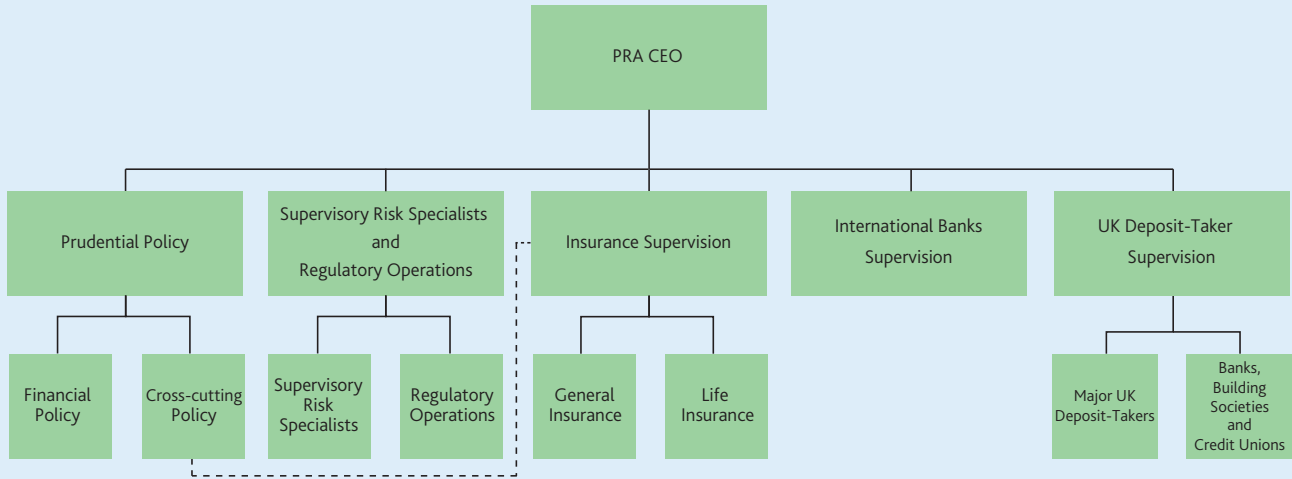 PRA CEO
Prudential Policy
Supervisory Risk Specialists
and
Regulatory Operations
Insurance Supervision
International Banks
Supervision
UK Deposit-Taker
Supervision
Financial
Policy
Cross-cutting
Policy
Supervisory
Risk
Specialists
Regulatory
Operations
General
Insurance
Life
Insurance
Major UK
Deposit-Takers
Banks,
Building
Societies
and
Credit Unions